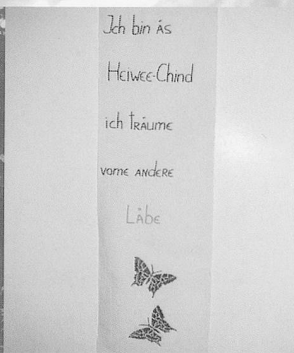 Ich bin äs
Heiwee-Chind
ich träume
vome andere
Läbe